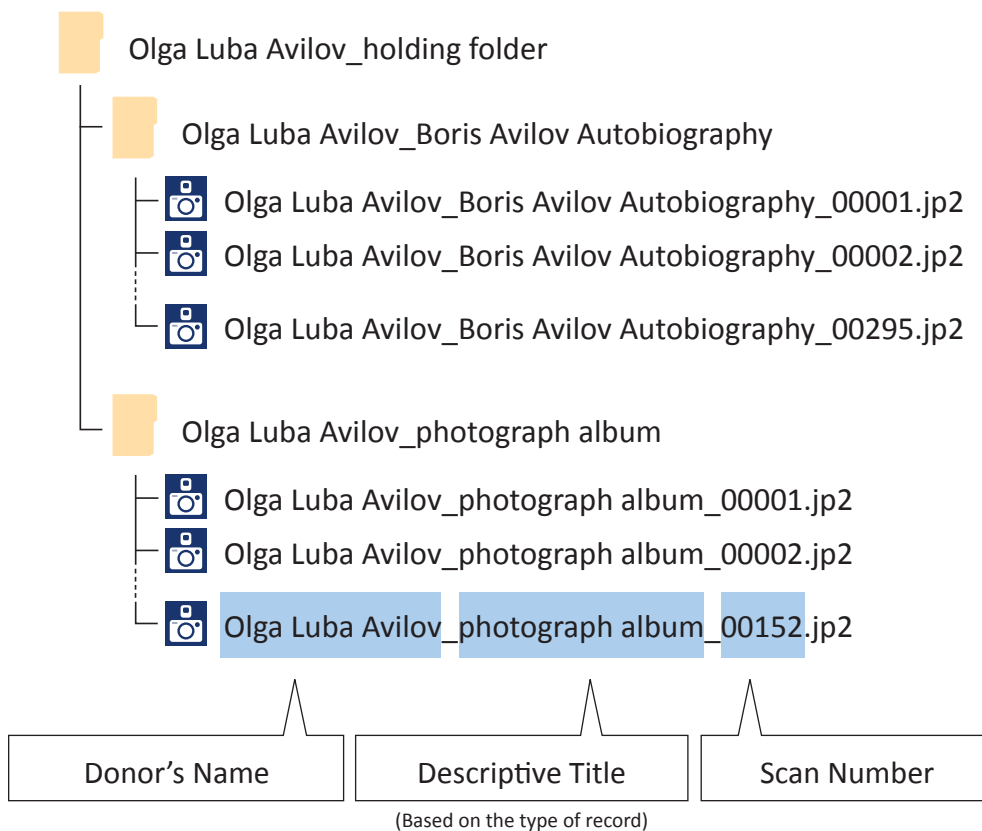 Olga Luba Avilov_holding folder
Olga Luba Avilov_Boris Avilov Autobiography
Olga Luba Avilov_Boris Avilov Autobiography_00001.jp2
Olga Luba Avilov_Boris Avilov Autobiography_00002.jp2
Olga Luba Avilov_Boris Avilov Autobiography_00295.jp2
Olga Luba Avilov_photograph album
Olga Luba Avilov_photograph album_00001.jp2
Olga Luba Avilov_photograph album_00002.jp2
Olga Luba Avilov_photograph album_00152.jp2
Donor's Name
Descriptive Title
Scan Number
(Based on the type of record)